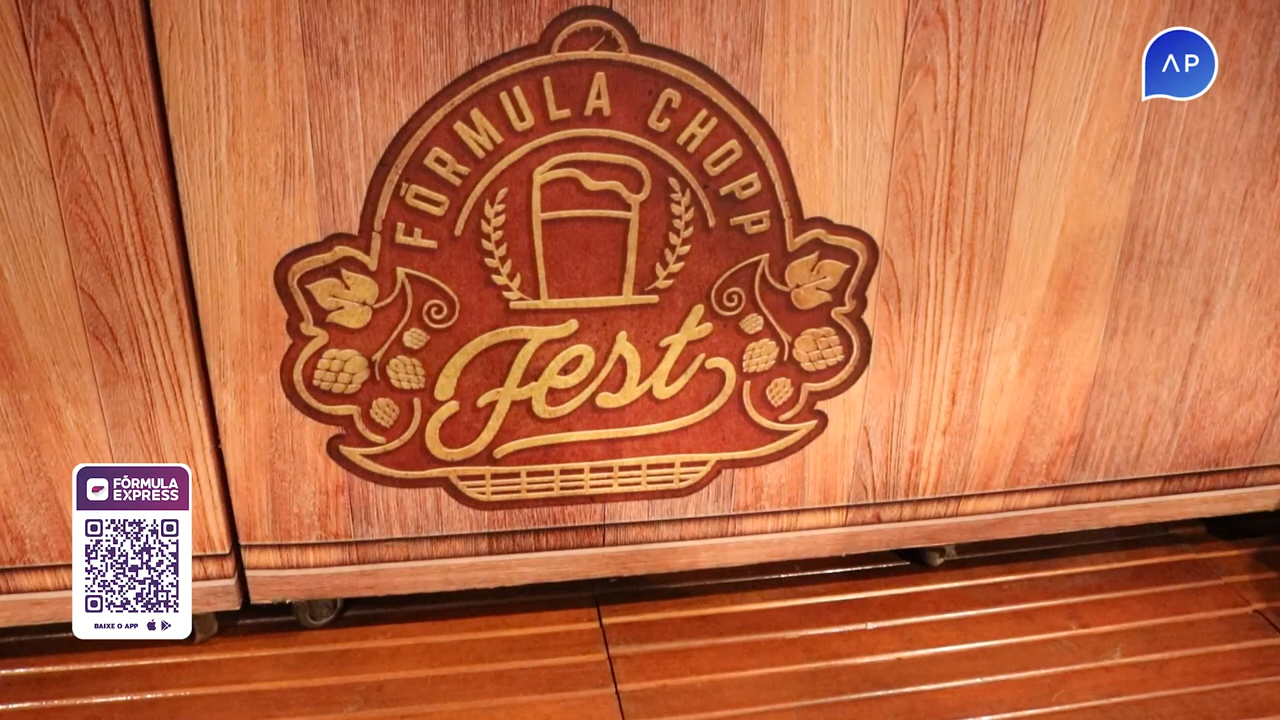 AP
FÓRMULA CHOPP
Fest
FÓRMULA
EXPRESS
BAIXE O APP